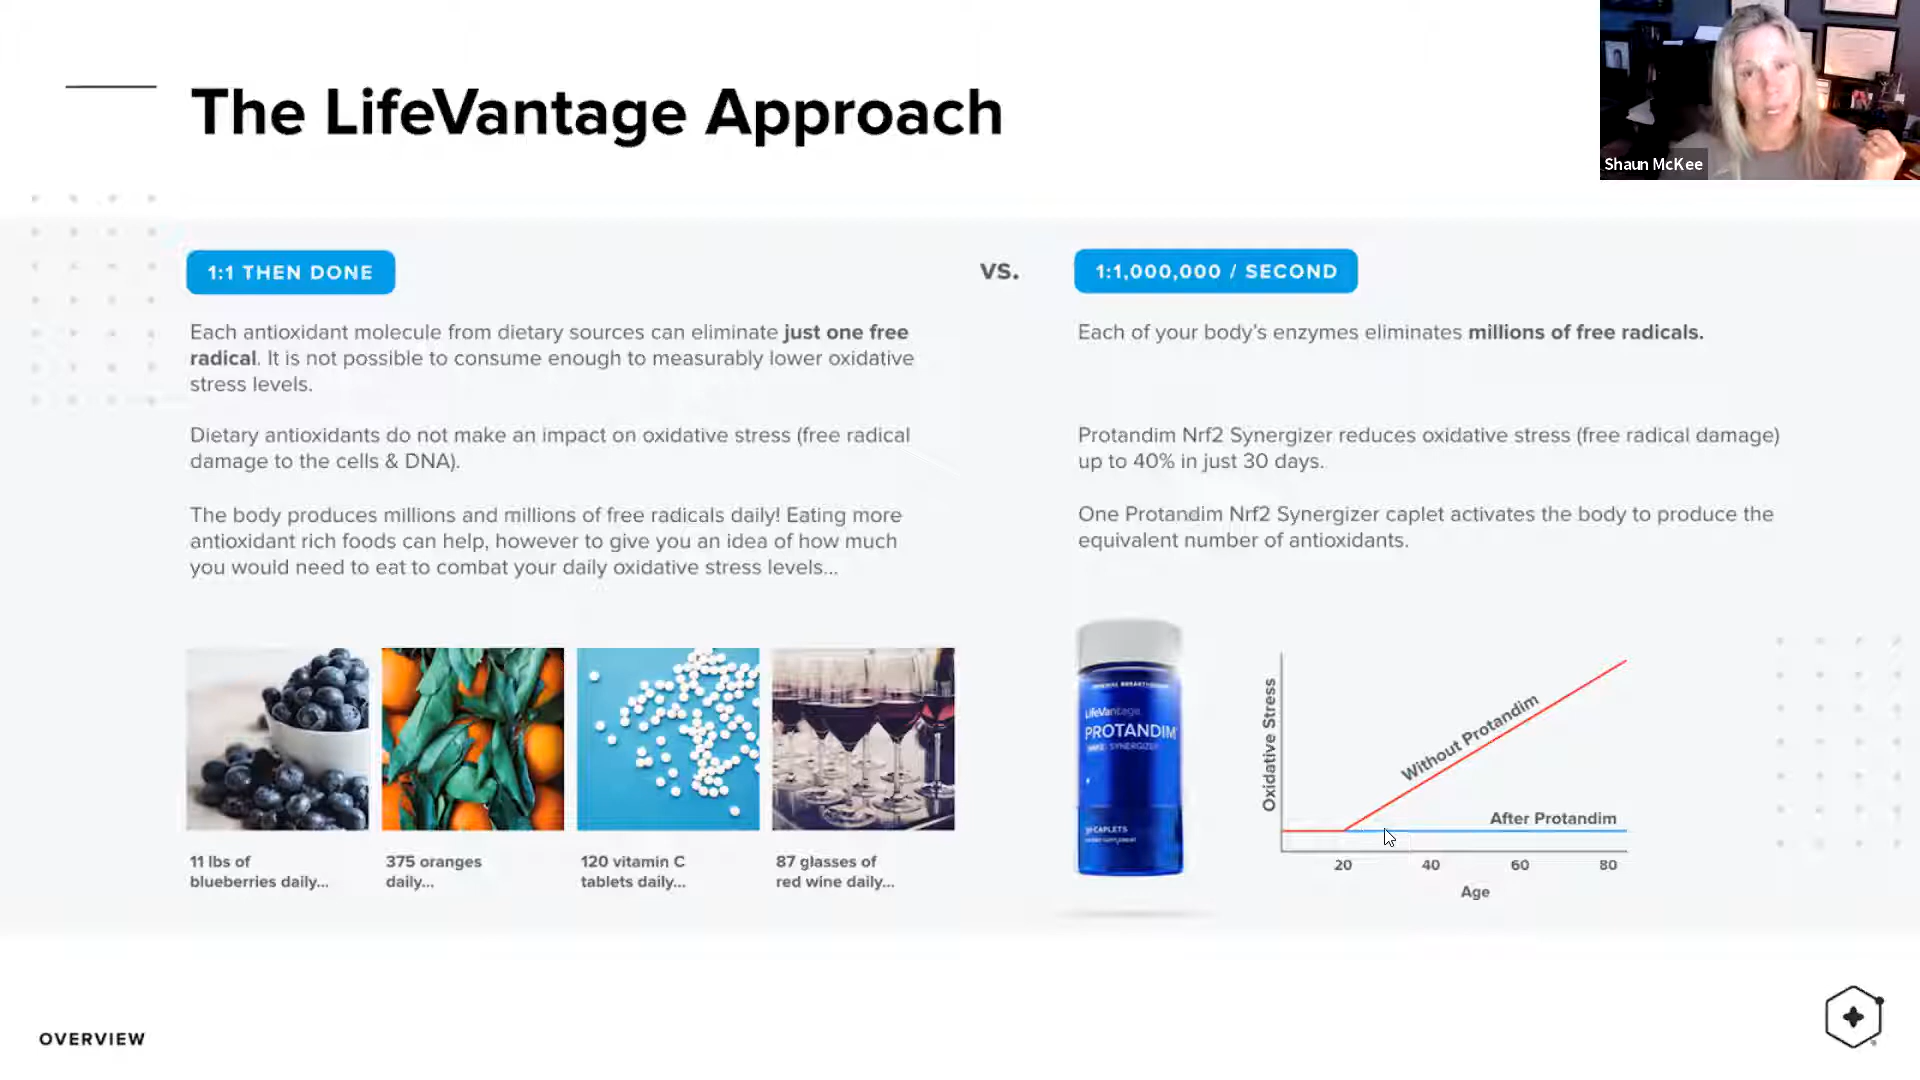 The LifeVantage Approach
Shaun McKee
1:1 THEN DONE
VS.
1:1,000,000 / SECOND
Each antioxidant molecule from dietary sources can eliminate just one free
radical. It is not possible to consume enough to measurably lower oxidative
stress levels.
Dietary antioxidants do not make an impact on oxidative stress (free radical
damage to the cells & DNA).
The body produces millions and millions of free radicals daily! Eating more
antioxidant rich foods can help, however to give you an idea of how much
you would need to eat to combat your daily oxidative stress levels...
11 lbs of
blueberries daily...
375 oranges
daily...
120 vitamin C
tablets daily...
87 glasses of
red wine daily...
Each of your body's enzymes eliminates millions of free radicals.
Protandim Nrf2 Synergizer reduces oxidative stress (free radical damage)
up to 40% in just 30 days.
One Protandim Nrf2 Synergizer caplet activates the body to produce the
equivalent number of antioxidants.
LifeVantage
PROTANDIM
SYNERGIZER
CAPLETS
Oxidative Stress
Without Protandim
After Protandim
20 40 60 80
Age
OVERVIEW